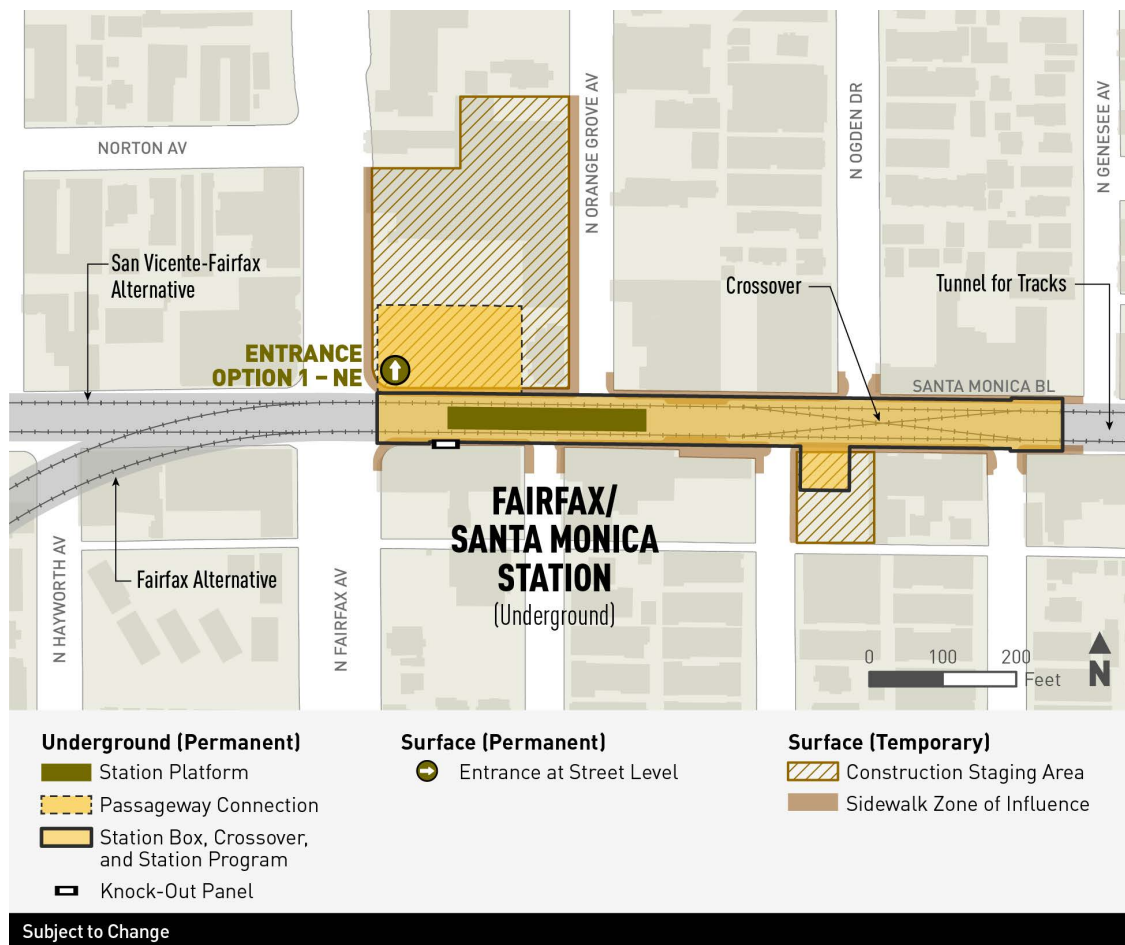 NORTON AV
N ORANGE GROVE AV
N OGDEN DR
N GENESEE AV
San Vicente-Fairfax
Alternative
Crossover
Tunnel for Tracks
ENTRANCE
OPTION 1 – NE
SANTA MONICA BL
FAIRFAX/
SANTA MONICA
STATION
(Underground)
Fairfax Alternative
N HAYWORTH AV
N FAIRFAX AV
0 100 200
Feet
N
Underground (Permanent)
Station Platform
Passageway Connection
Station Box, Crossover,
and Station Program
Knock-Out Panel
Surface (Permanent)
Entrance at Street Level
Surface (Temporary)
Construction Staging Area
Sidewalk Zone of Influence
Subject to Change